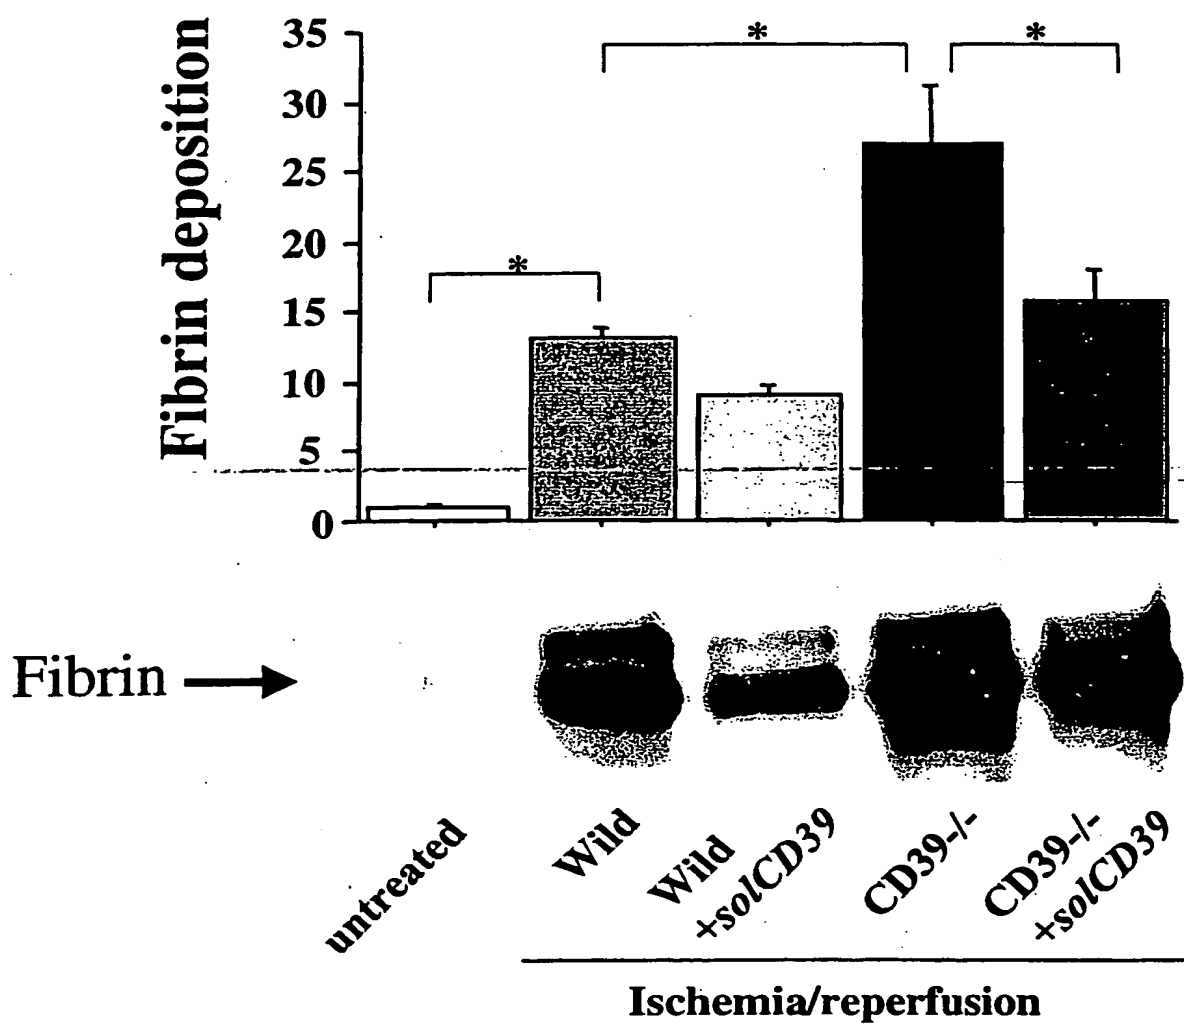 Fibrin deposition
35
30
25
20
15
10
5
0
*
*
*
Fibrin
untreated
Wild
Wild
+solCD39
CD39-/-
CD39-/-
+solCD39
Ischemia/reperfusion